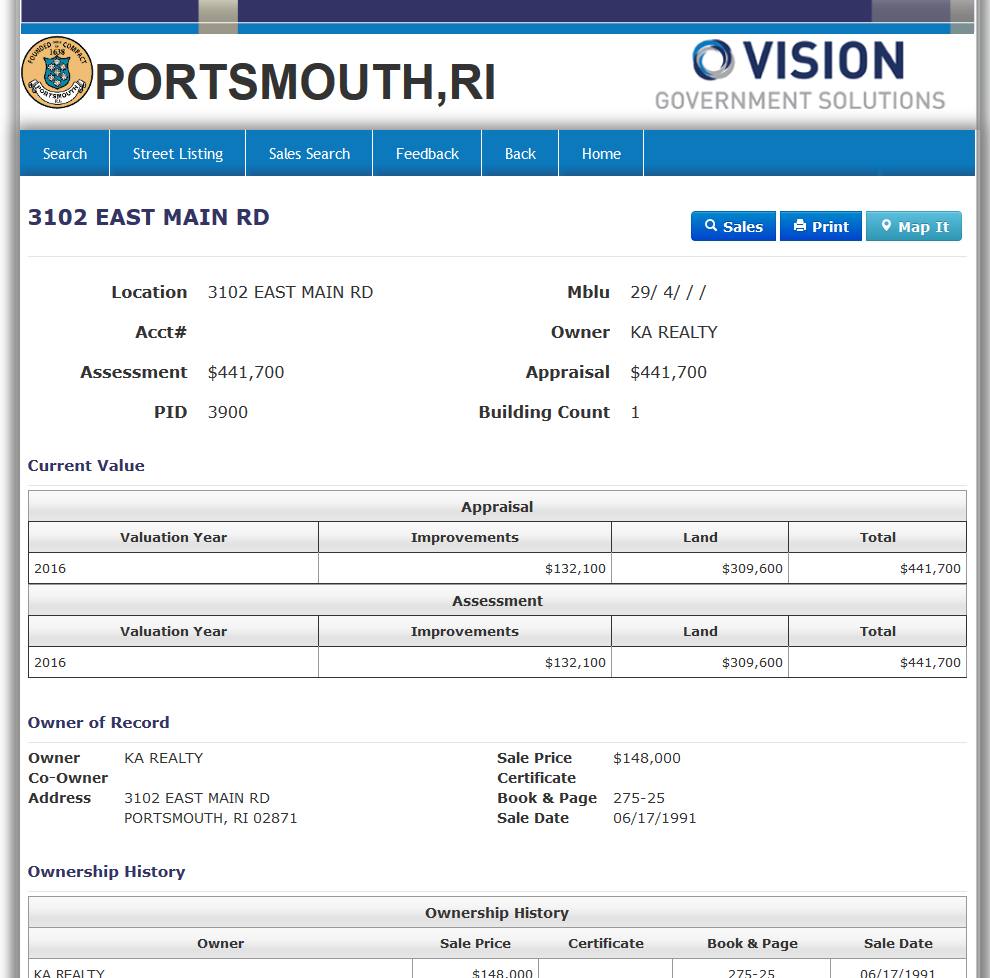 FOUNDED BY COMPACT
1638
PORTSMOUTH
R.I.
PORTSMOUTH,RI
VISION
GOVERNMENT SOLUTIONS
Search Street Listing Sales Search Feedback Back Home
3102 EAST MAIN RD
Sales Print Map It
Location 3102 EAST MAIN RD Mblu 29/ 4/ / /
Acct# Owner KA REALTY
Assessment $441,700 Appraisal $441,700
PID 3900 Building Count 1
Current Value
Appraisal
Valuation Year Improvements Land Total
2016 $132,100 $309,600 $441,700
Assessment
Valuation Year Improvements Land Total
2016 $132,100 $309,600 $441,700
Owner of Record
Owner KA REALTY Sale Price $148,000
Co-Owner Certificate
Address 3102 EAST MAIN RD Book & Page 275-25
PORTSMOUTH, RI 02871 Sale Date 06/17/1991
Ownership History
Ownership History
Owner Sale Price Certificate Book & Page Sale Date
KA REALTY $148,000 275-25 06/17/1991